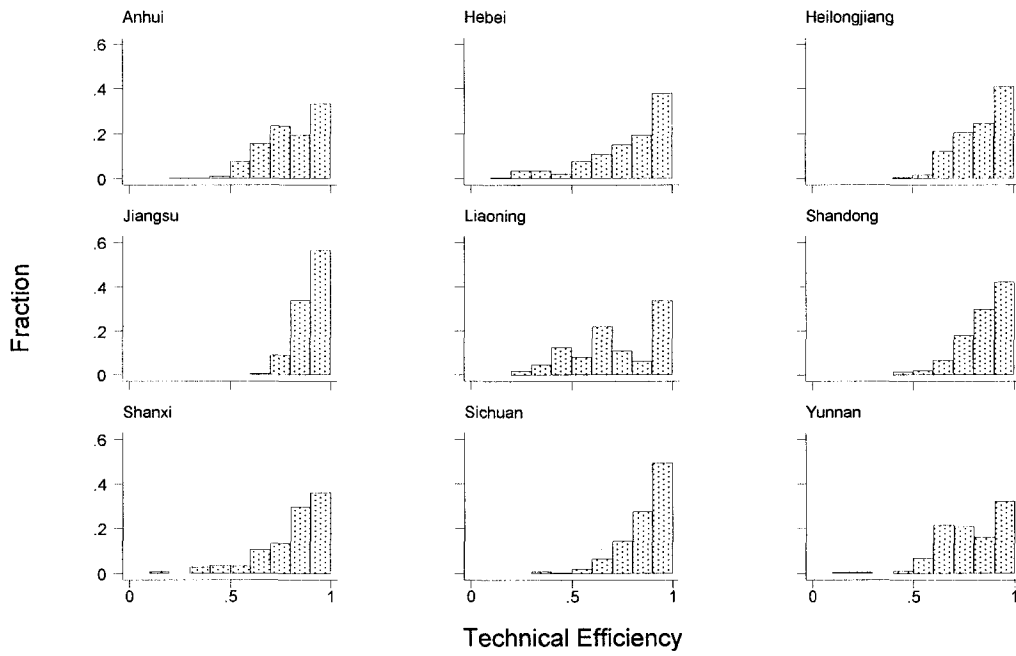 Anhui
Hebei
Heilongjiang
.6
.4
.2
0
Jiangsu
Liaoning
Shandong
.6
.4
.2
0
Shanxi
Sichuan
Yunnan
.6
.4
.2
0
0 .5 1
0 .5 1
0 .5 1
Fraction
Technical Efficiency